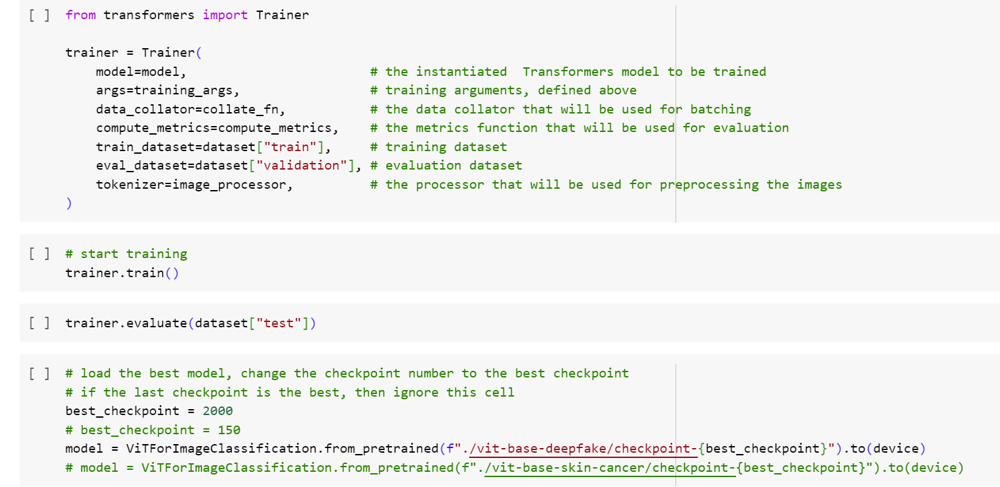 [ ] from transformers import Trainer
trainer = Trainer(
    model=model,                        # the instantiated  Transformers model to be trained
    args=training_args,                 # training arguments, defined above
    data_collator=collate_fn,           # the data collator that will be used for batching
    compute_metrics=compute_metrics,    # the metrics function that will be used for evaluation
    train_dataset=dataset["train"],     # training dataset
    eval_dataset=dataset["validation"], # evaluation dataset
    tokenizer=image_processor,          # the processor that will be used for preprocessing the images
)
[ ] # start training
trainer.train()
[ ] trainer.evaluate(dataset["test"])
[ ] # load the best model, change the checkpoint number to the best checkpoint
# if the last checkpoint is the best, then ignore this cell
best_checkpoint = 2000
# best_checkpoint = 150
model = ViTForImageClassification.from_pretrained(f"./vit-base-deepfake/checkpoint-{best_checkpoint}").to(device)
# model = ViTForImageClassification.from_pretrained(f"./vit-base-skin-cancer/checkpoint-{best_checkpoint}").to(device)